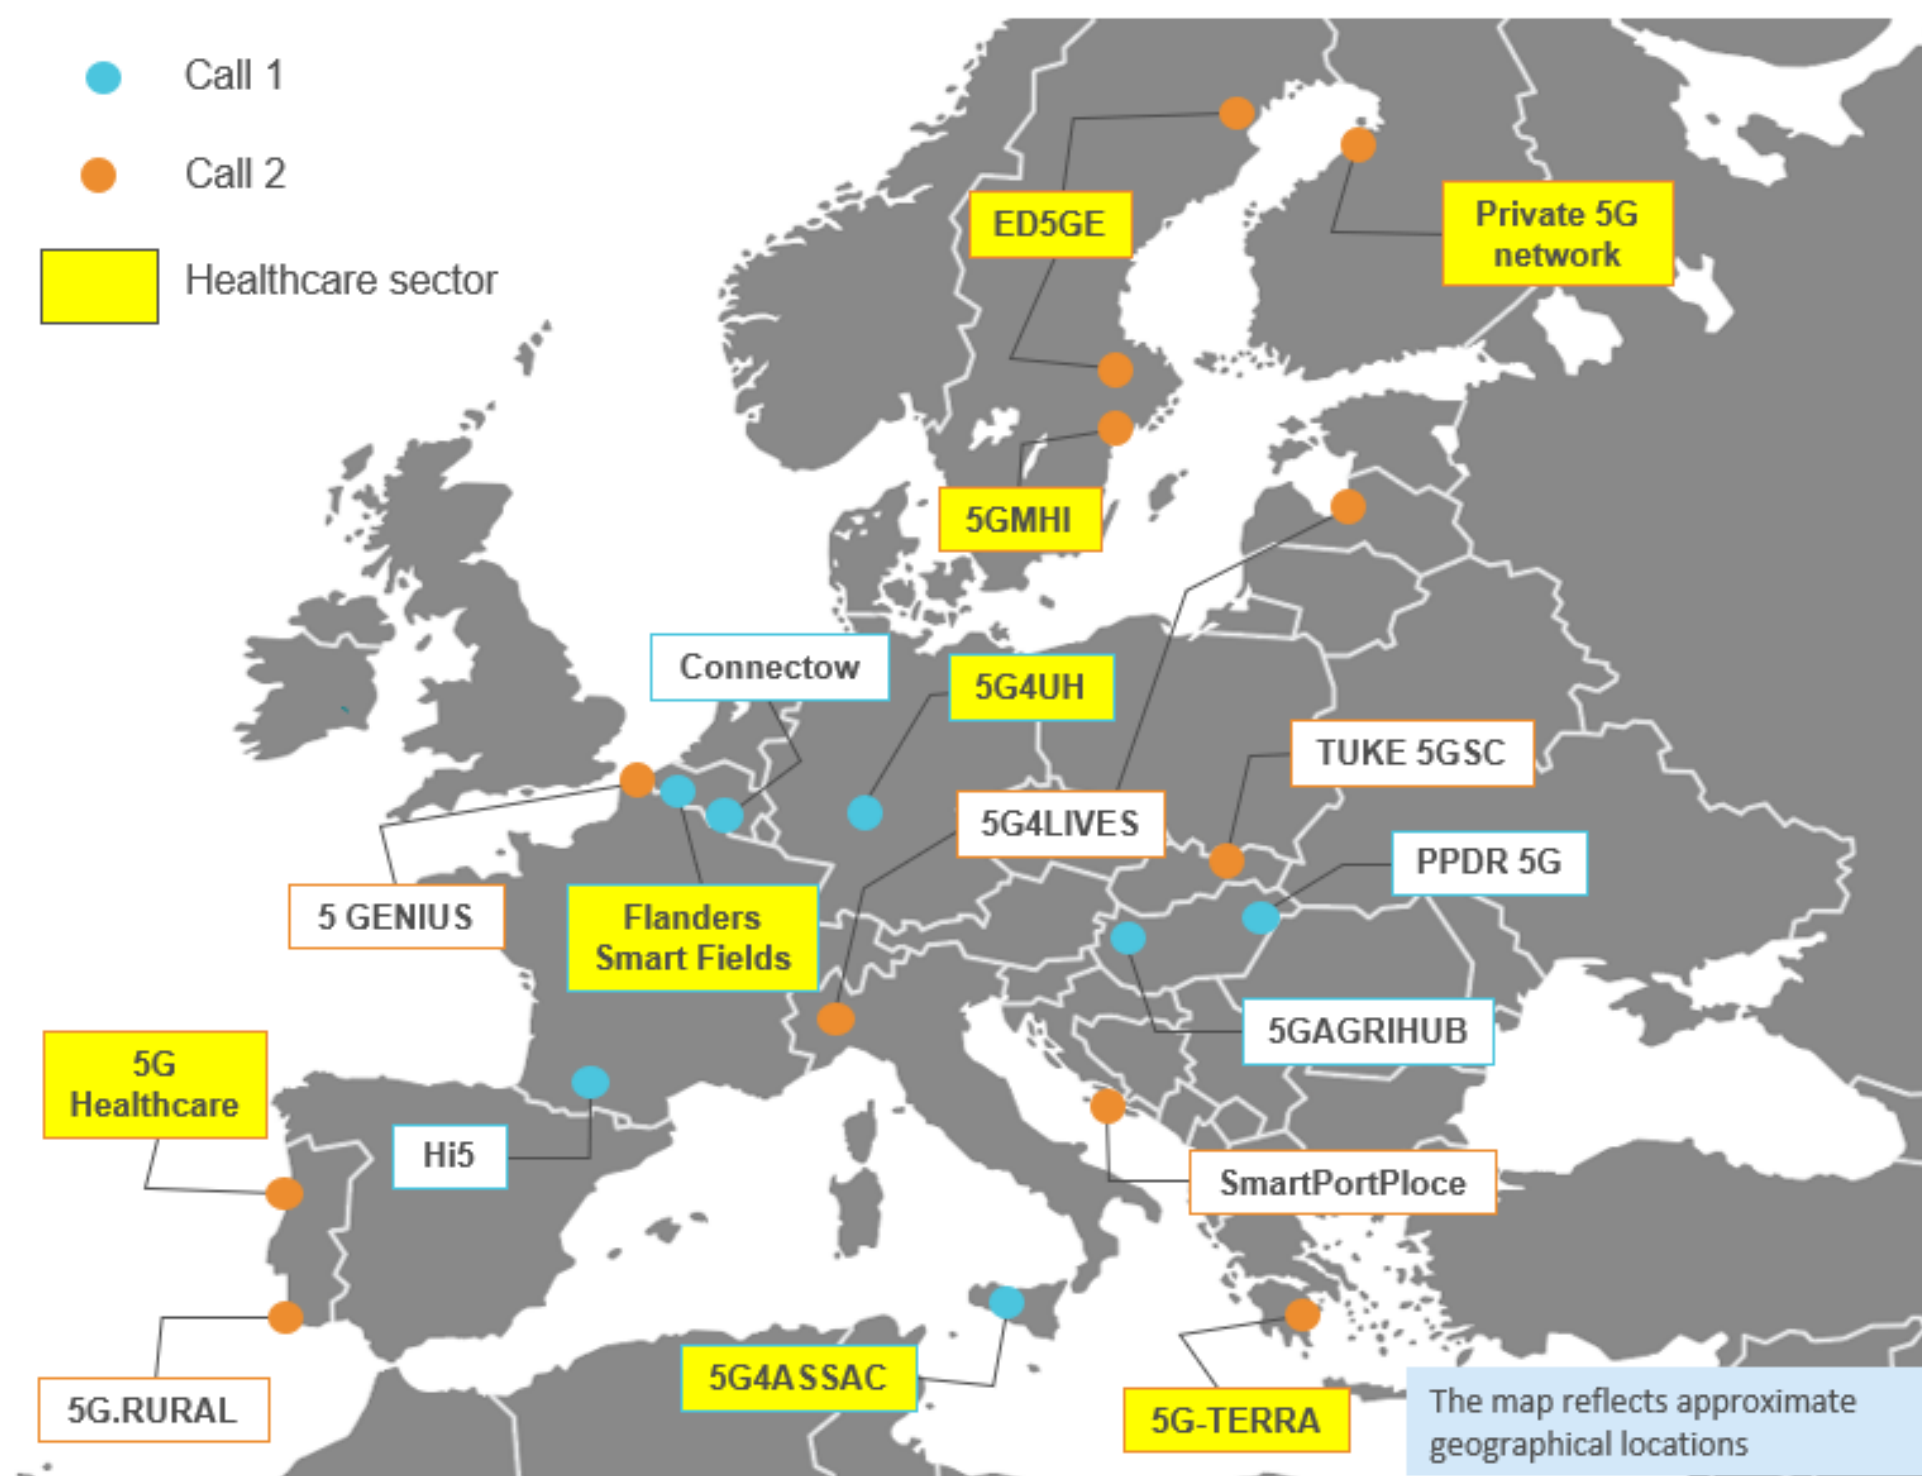 Call 1
Call 2
Healthcare sector
ED5GE
Private 5G
network
5GMHI
Connectow
5G4UH
TUKE 5GSC
5G4LIVES
PPDR 5G
5 GENIUS
Flanders
Smart Fields
5GAGRIHUB
5G
Healthcare
Hi5
SmartPortPloce
5G4ASSAC
5G.RURAL
5G-TERRA
The map reflects approximate
geographical locations